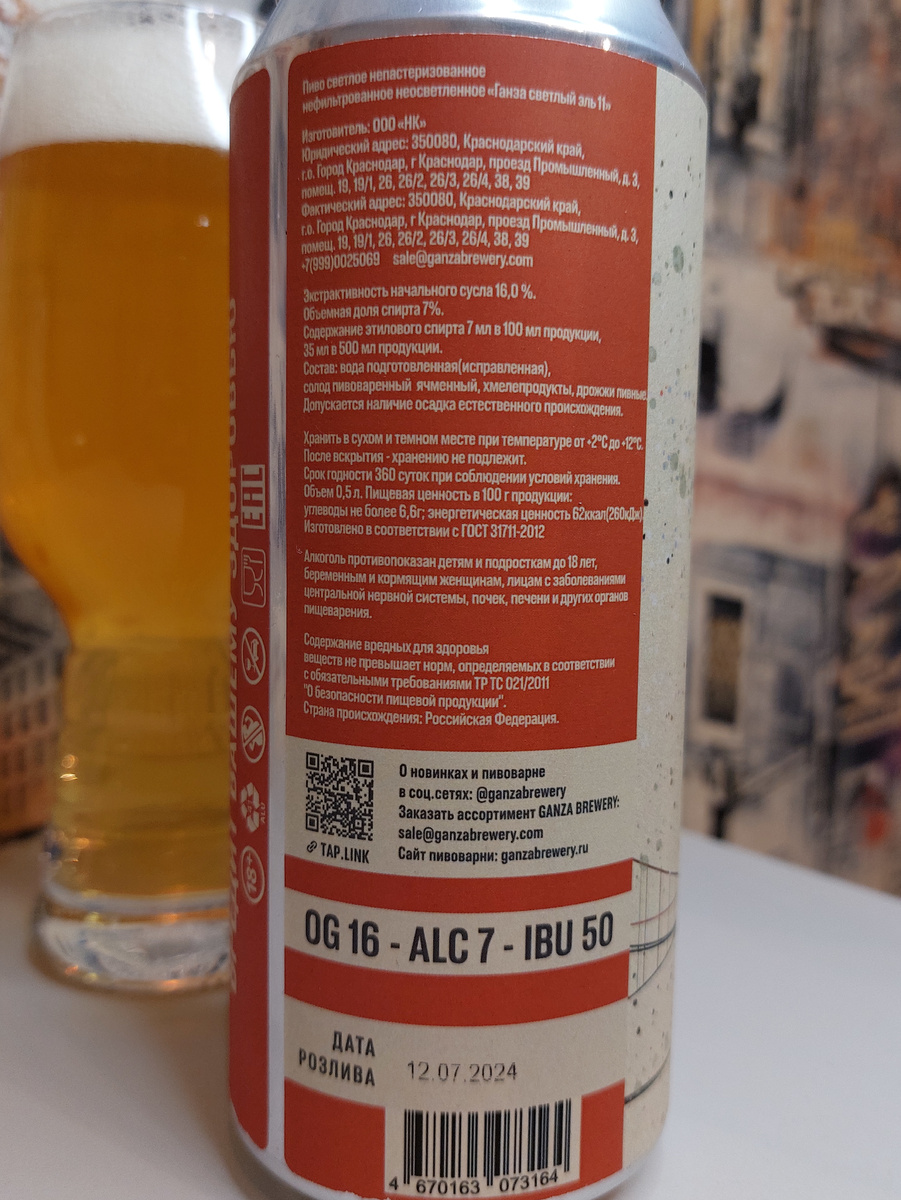 Пиво светлое непастеризованное
нефильтрованное неосветленное «Ганза светлый эль 11»
Изготовитель: ООО «НК»
Юридический адрес: 350080, Краснодарский край,
г.о. Город Краснодар, г Краснодар, проезд Промышленный, д. 3,
помещ. 19, 19/1, 26, 26/2, 26/3, 26/4, 38, 39
Фактический адрес: 350080, Краснодарский край,
г.о. Город Краснодар, г Краснодар, проезд Промышленный, д. 3,
помещ. 19, 19/1, 26, 26/2, 26/3, 26/4, 38, 39
+7(999)0025069 sale@ganzabrewery.com
Экстрактивность начального сусла 16,0 %.
Объемная доля спирта 7%.
Содержание этилового спирта 7 мл в 100 мл продукции,
35 мл в 500 мл продукции.
Состав: вода подготовленная(исправленная),
солод пивоваренный ячменный, хмелепродукты, дрожжи пивные.
Допускается наличие осадка естественного происхождения.
Хранить в сухом и темном месте при температуре от +2°С до +12°С.
После вскрытия - хранению не подлежит.
Срок годности 360 суток при соблюдении условий хранения.
Объем 0,5 л. Пищевая ценность в 100 г продукции:
углеводы не более 6,6г; энергетическая ценность 62ккал(260кДж)
Изготовлено в соответствии с ГОСТ 31711-2012
Алкоголь противопоказан детям и подросткам до 18 лет,
беременным и кормящим женщинам, лицам с заболеваниями
центральной нервной системы, почек, печени и других органов
пищеварения.
Содержание вредных для здоровья
веществ не превышает норм, определяемых в соответствии
с обязательными требованиями ТР ТС 021/2011
"О безопасности пищевой продукции".
Страна происхождения: Российская Федерация.
EAC
ALU
18+
О новинках и пивоварне
в соц.сетях: @ganzabrewery
Заказать ассортимент GANZA BREWERY:
sale@ganzabrewery.com
Сайт пивоварни: ganzabrewery.ru
TAP.LINK
OG 16 - ALC 7 - IBU 50
ДАТА
РОЗЛИВА
12.07.2024
4 670163 073164